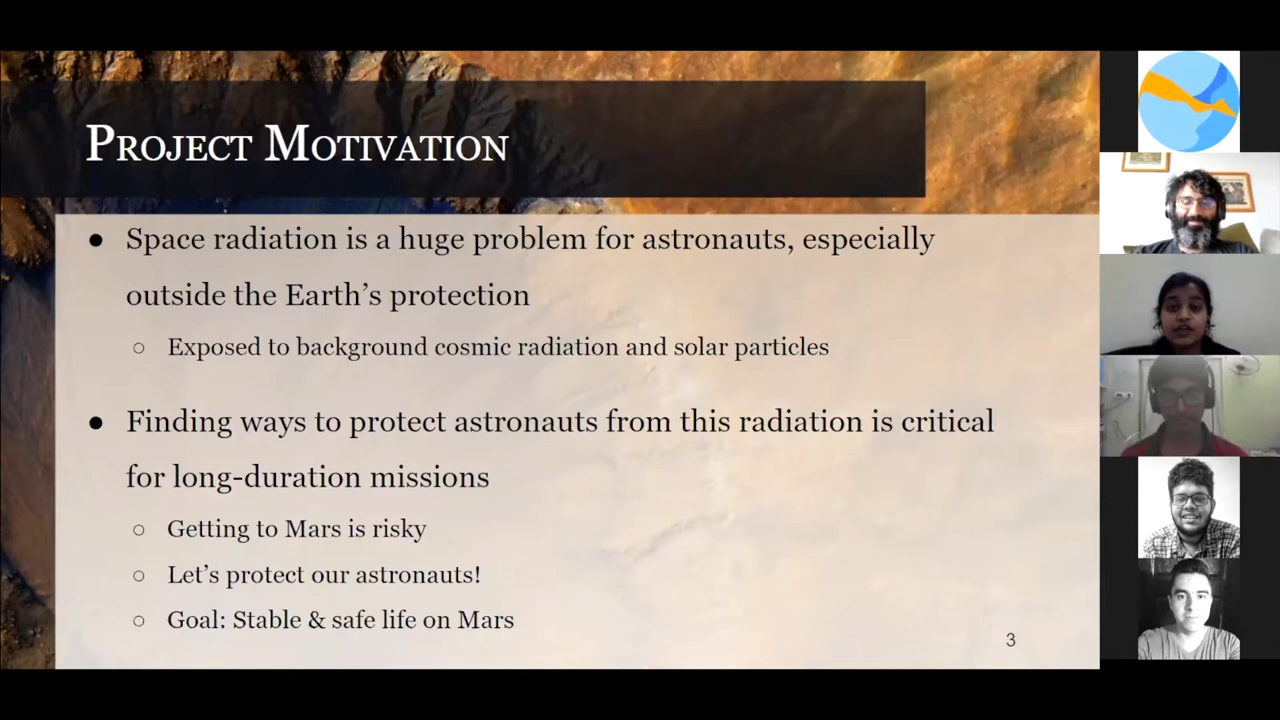 PROJECT MOTIVATION
● Space radiation is a huge problem for astronauts, especially
outside the Earth’s protection
○ Exposed to background cosmic radiation and solar particles
● Finding ways to protect astronauts from this radiation is critical
for long-duration missions
○ Getting to Mars is risky
○ Let’s protect our astronauts!
○ Goal: Stable & safe life on Mars
3